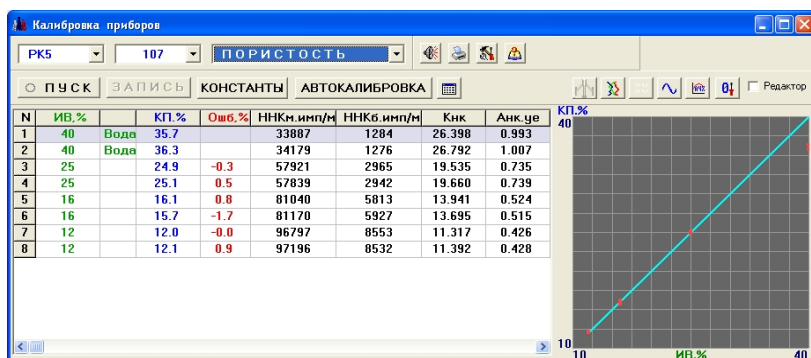 Калибровка приборов
РК5 107 ПОРИСТОСТЬ
ПУСК ЗАПИСЬ КОНСТАНТЫ АВТОКАЛИБРОВКА Редактор
N ИВ,% КП.% Ошб,% ННКм.имп/м ННКб.имп/м Кнк Анк.уе
1 40 Вода 35.7 33887 1284 26.398 0.993
2 40 Вода 36.3 34179 1276 26.792 1.007
3 25 24.9 -0.3 57921 2965 19.535 0.735
4 25 25.1 0.5 57839 2942 19.660 0.739
5 16 16.1 0.8 81040 5813 13.941 0.524
6 16 15.7 -1.7 81170 5927 13.695 0.515
7 12 12.0 -0.0 96797 8553 11.317 0.426
8 12 12.1 0.9 97196 8532 11.392 0.428
КП.%
40
10
10 ИВ.% 40